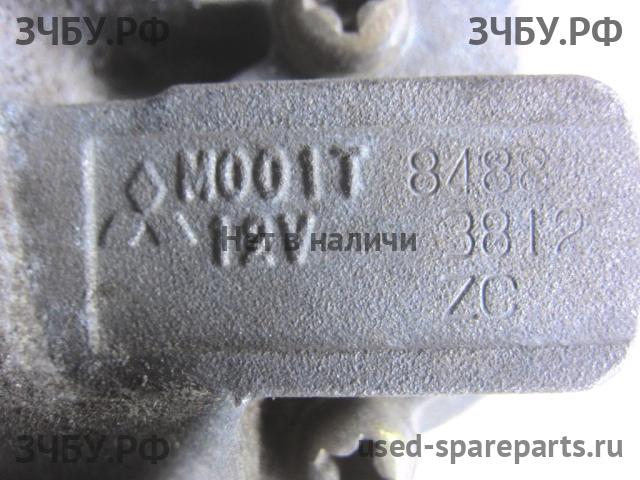 ЗЧБУ.РФ ЗЧБУ.РФ
M001T 8488
12V 3812
Нет в наличи
ZC
ЗЧБУ.РФ
used-spareparts.ru